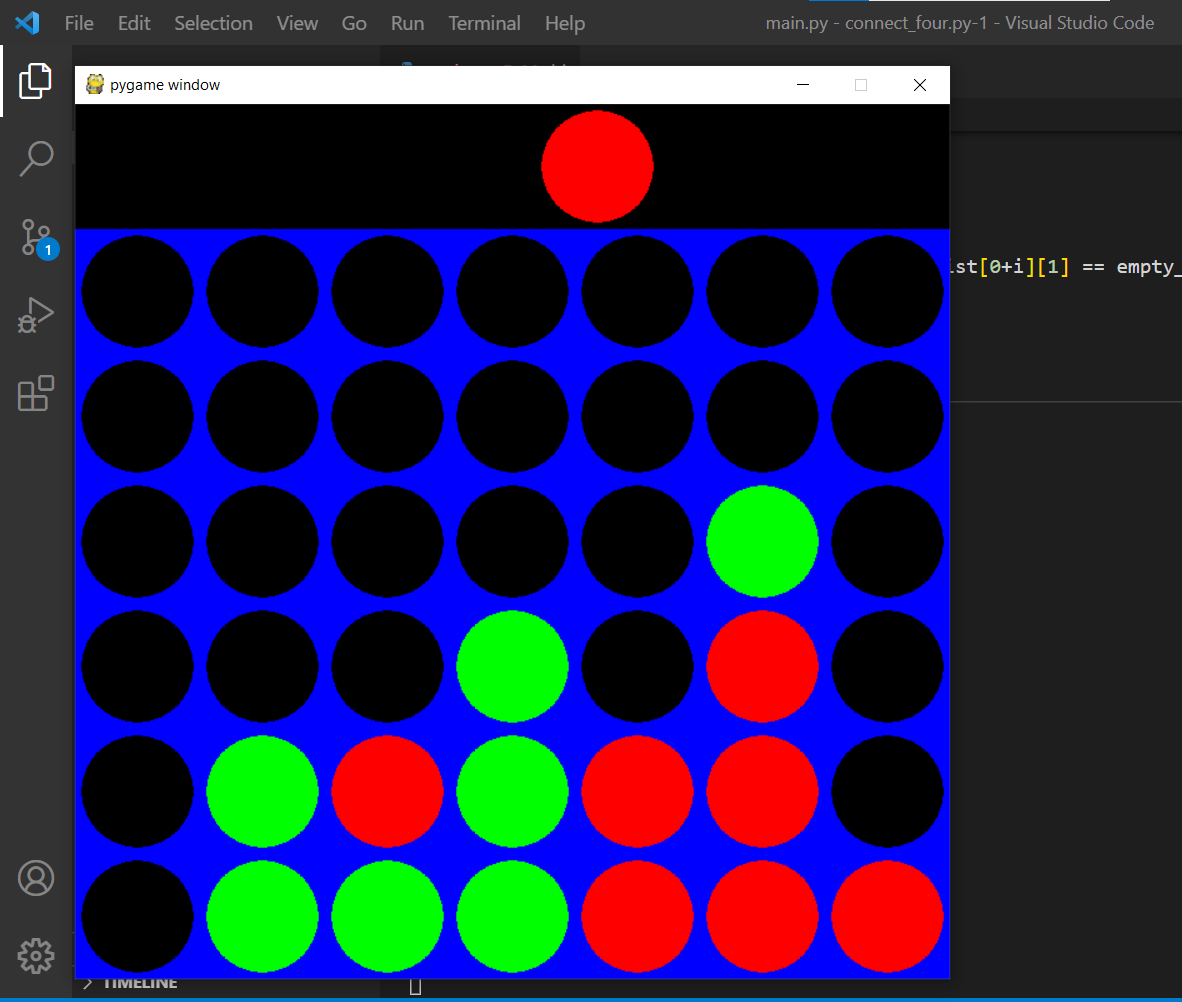 File Edit Selection View Go Run Terminal Help main.py - connect_four.py-1 - Visual Studio Code
pygame window
1
st[0+i][1] == empty_
TIMELINE